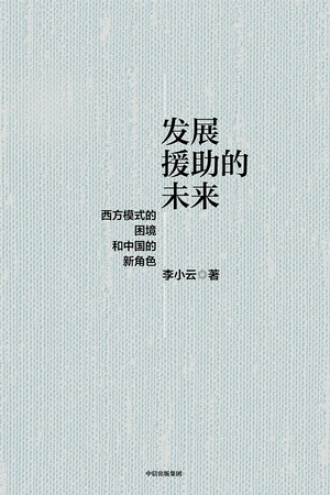 发展
援助的
未来
西方模式的
困境
和中国的
新角色
李小云◎著
中信出版集团